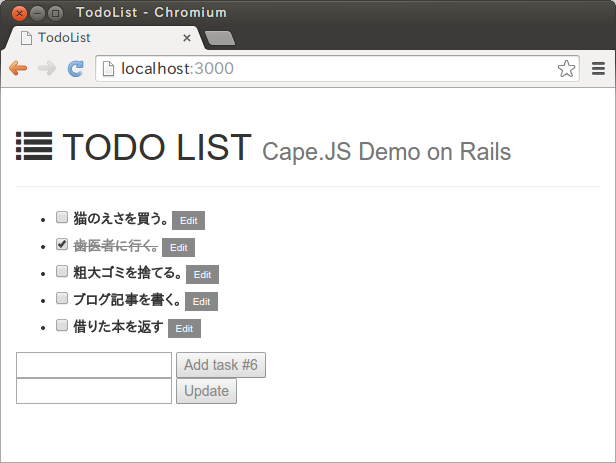 TodoList - Chromium
TodoList
localhost:3000
TODO LIST Cape.JS Demo on Rails
猫のえさを買う。 Edit
歯医者に行く。 Edit
粗大ゴミを捨てる。 Edit
ブログ記事を書く。 Edit
借りた本を返す Edit
Add task #6
Update